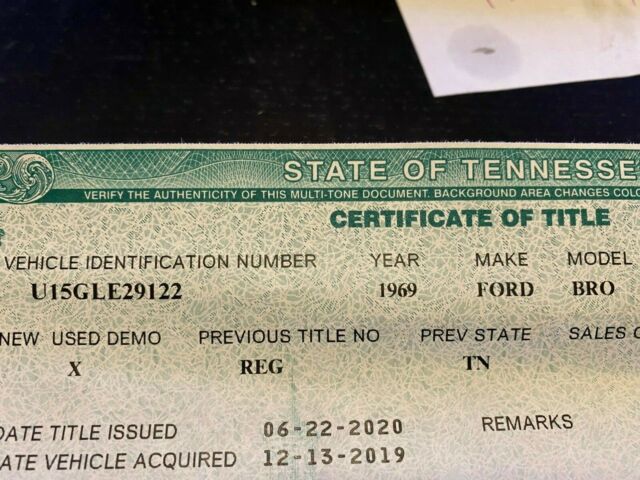 STATE OF TENNESSE
VERIFY THE AUTHENTICITY OF THIS MULTI-TONE DOCUMENT. BACKGROUND AREA CHANGES COLO
CERTIFICATE OF TITLE
VEHICLE IDENTIFICATION NUMBER YEAR MAKE MODEL
U15GLE29122 1969 FORD BRO
NEW USED DEMO PREVIOUS TITLE NO PREV STATE SALES
X REG TN
DATE TITLE ISSUED 06-22-2020 REMARKS
ATE VEHICLE ACQUIRED 12-13-2019